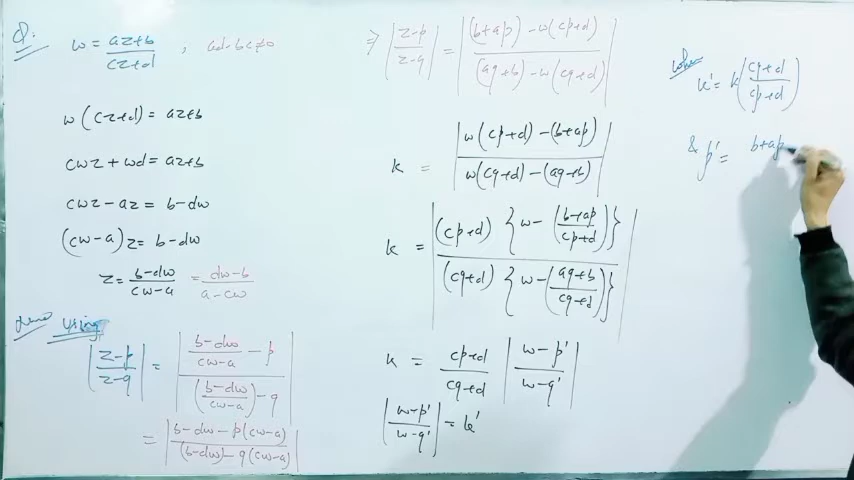 Q:- w = az+b / cz+d , ad-bc≠0
w (cz+d) = az+b
cwz + wd = az+b
cwz - az = b-dw
(cw-a) z = b-dw
z = b-dw / cw-a = dw-b / a-cw
using
|z-p / z-q| = |(b-dw / cw-a) - p / (b-dw / cw-a) - q|
= |b-dw-p(cw-a) / (b-dw)-q(cw-a)|
⇒ |z-p / z-q| = |(b+ap) - w(cp+d) / (aq+b) - w(cq+d)|
k = |w(cp+d) - (b+ap) / w(cq+d) - (aq+b)|
k = |(cp+d) {w - (b+ap / cp+d)} / (cq+d) {w - (aq+b / cq+d)}|
k = cp+d / cq+d |w-p' / w-q'|
|w-p' / w-q'| = k'
where
k' = k(cq+d / cp+d)
& p' = b+ap